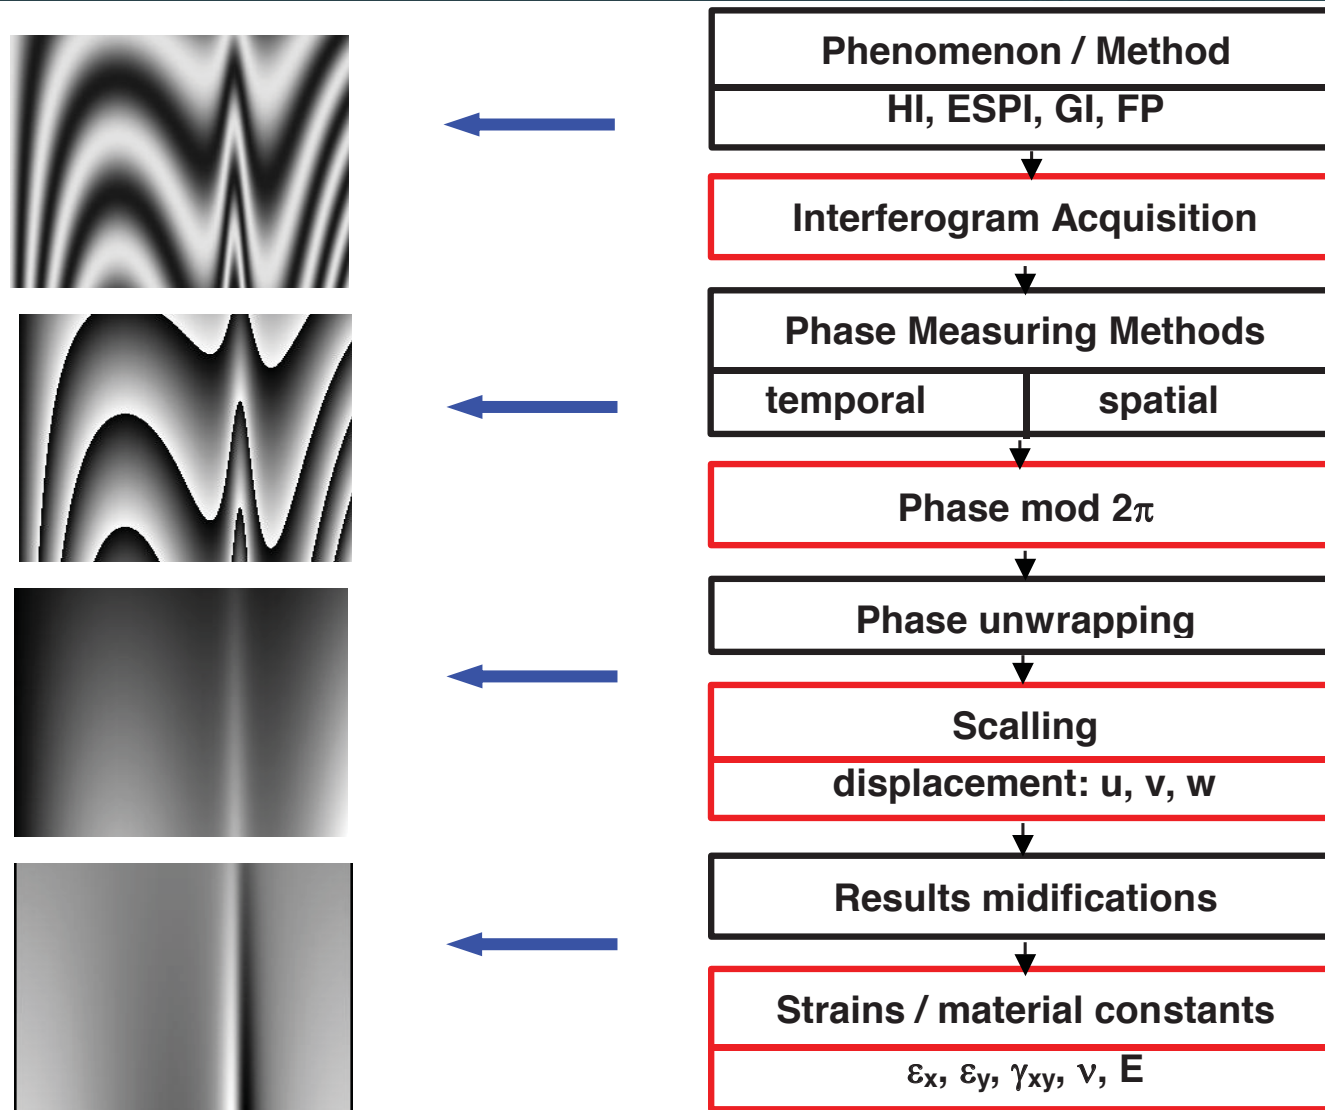 Phenomenon / Method
HI, ESPI, GI, FP
Interferogram Acquisition
Phase Measuring Methods
temporal
spatial
Phase mod 2π
Phase unwrapping
Scalling
displacement: u, v, w
Results midifications
Strains / material constants
εx, εy, γxy, ν, E